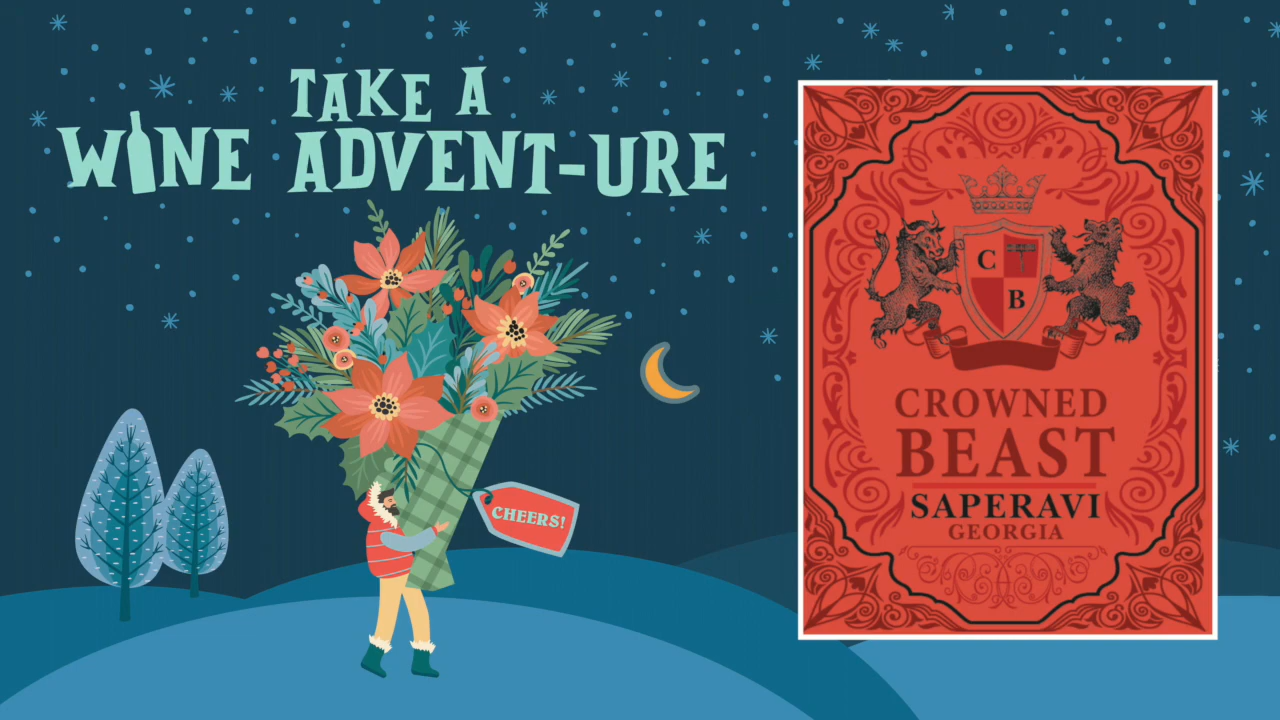 TAKE A
WINE ADVENT-URE
CHEERS!
C
B
CROWNED
BEAST
SAPERAVI
GEORGIA